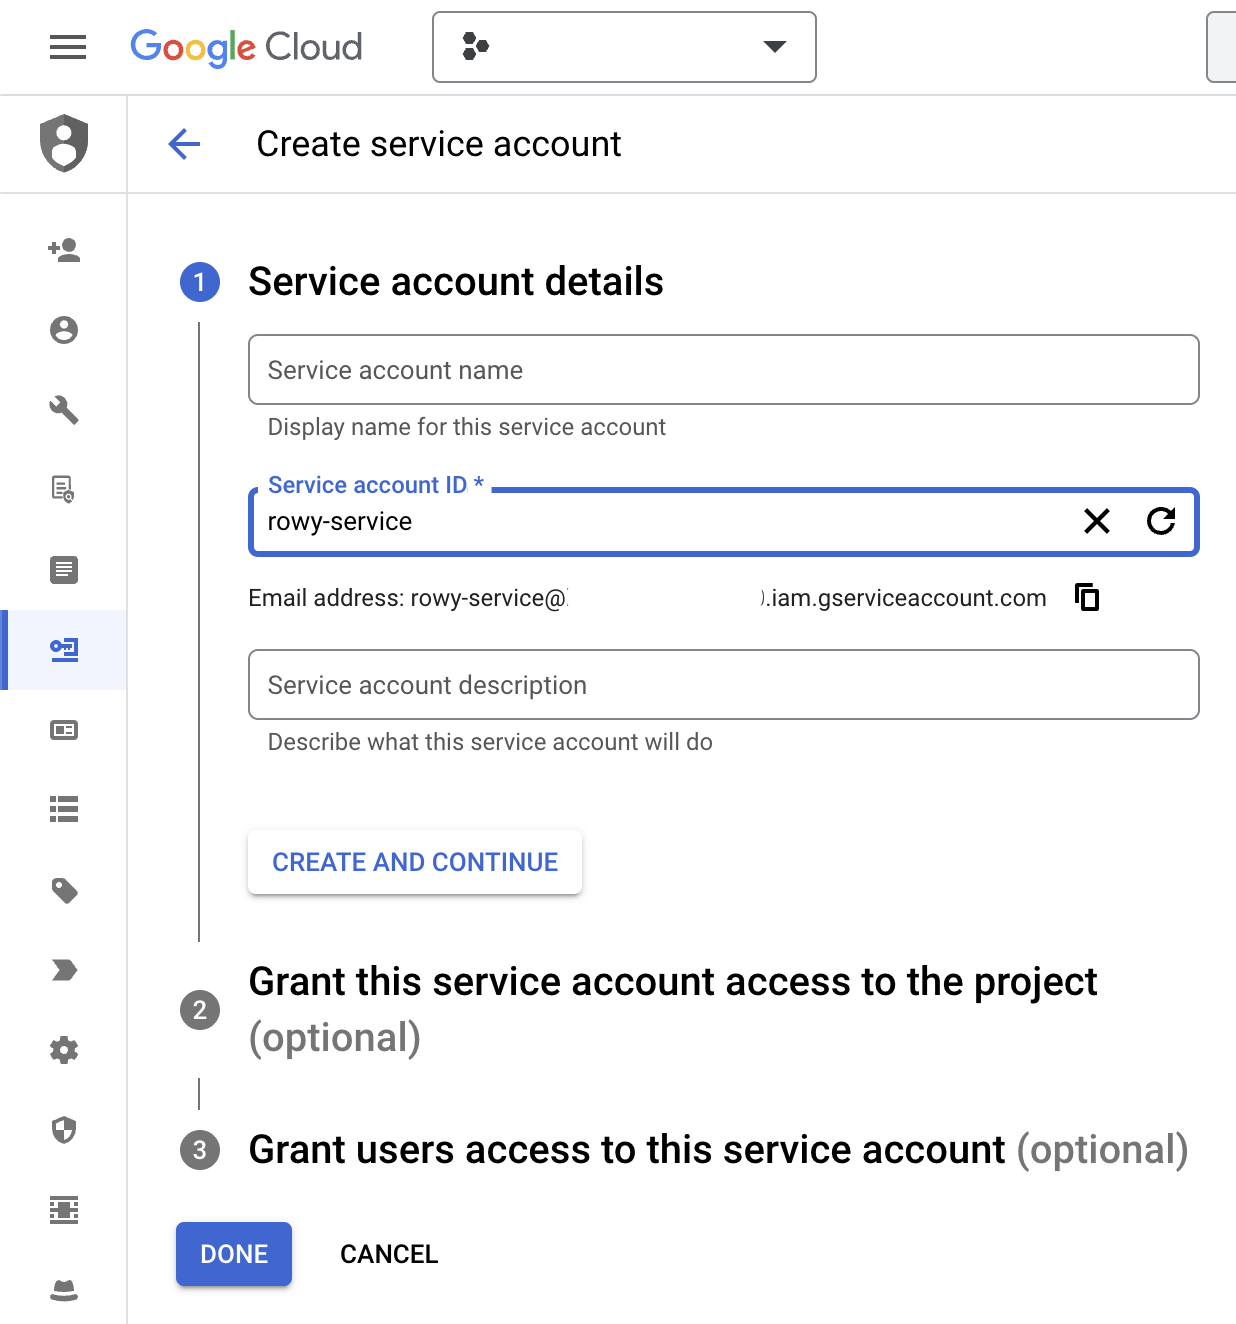 Google Cloud
Create service account
1 Service account details
Service account name
Display name for this service account
Service account ID *
rowy-service
Email address: rowy-service@ .iam.gserviceaccount.com
Service account description
Describe what this service account will do
CREATE AND CONTINUE
2 Grant this service account access to the project
(optional)
3 Grant users access to this service account (optional)
DONE CANCEL